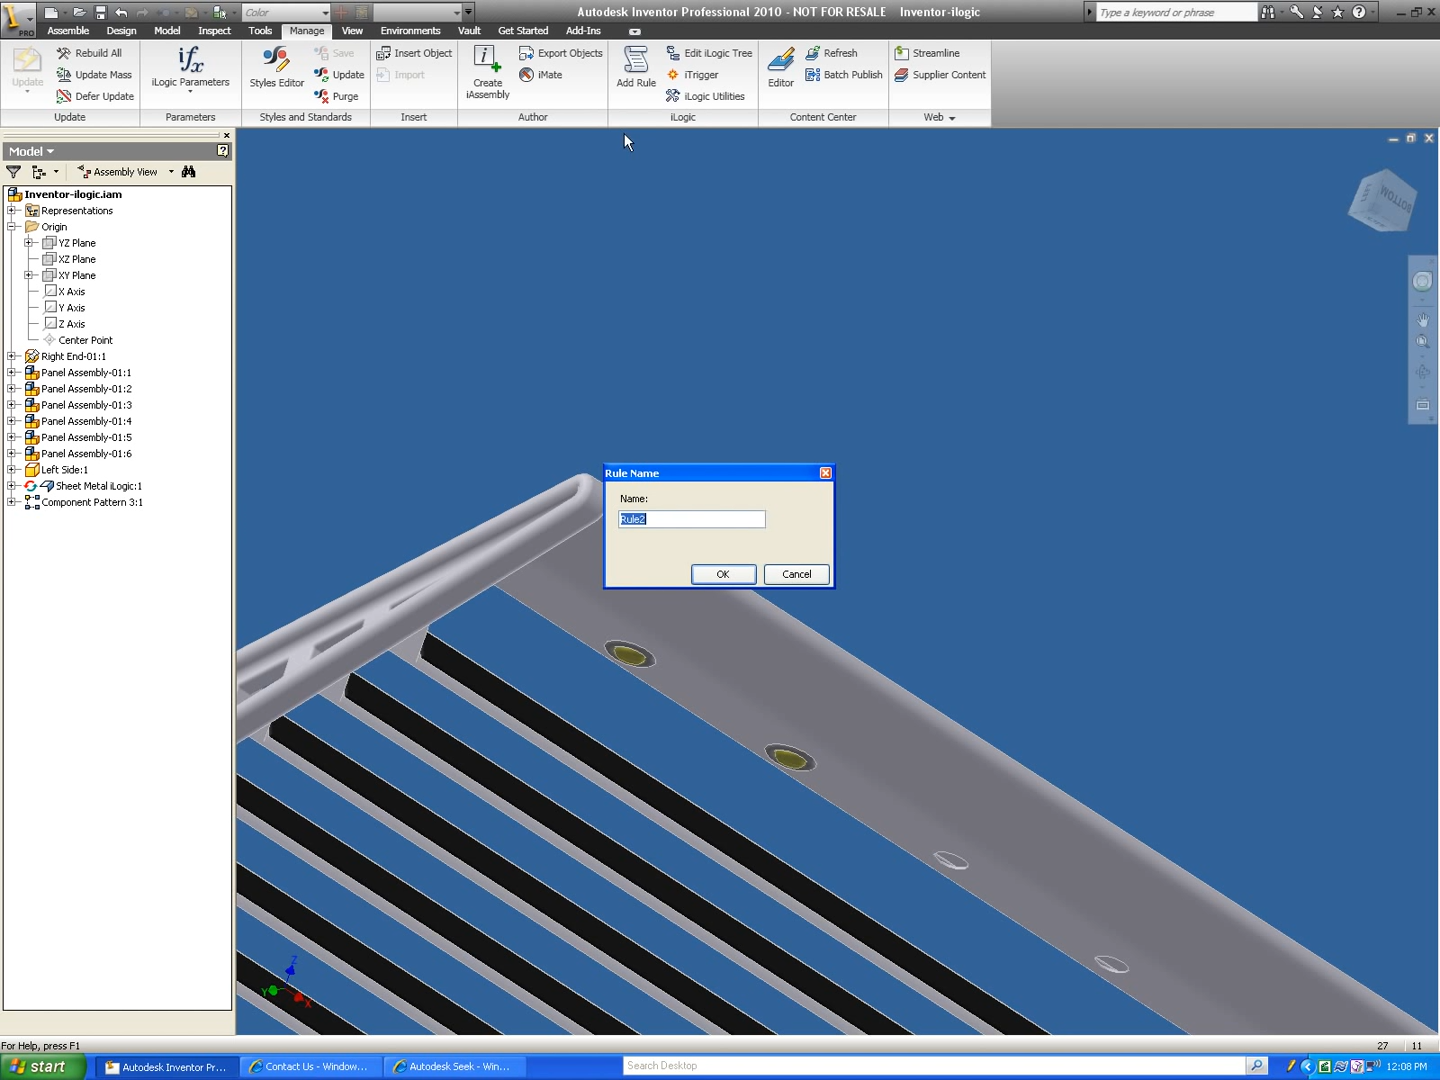 Color
Autodesk Inventor Professional 2010 - NOT FOR RESALE Inventor-ilogic
Type a keyword or phrase
PRO
Assemble Design Model Inspect Tools Manage View Environments Vault Get Started Add-Ins
Update
Rebuild All
Update Mass
Defer Update
Update
iLogic Parameters
Parameters
Styles Editor
Save
Update
Purge
Styles and Standards
Insert Object
Import
Insert
Create
iAssembly
Export Objects
iMate
Author
Add Rule
Edit iLogic Tree
iTrigger
iLogic Utilities
iLogic
Editor
Refresh
Batch Publish
Content Center
Streamline
Supplier Content
Web
Model
Assembly View
Inventor-ilogic.iam
Representations
Origin
YZ Plane
XZ Plane
XY Plane
X Axis
Y Axis
Z Axis
Center Point
Right End-01:1
Panel Assembly-01:1
Panel Assembly-01:2
Panel Assembly-01:3
Panel Assembly-01:4
Panel Assembly-01:5
Panel Assembly-01:6
Left Side:1
Sheet Metal iLogic:1
Component Pattern 3:1
BOTTOM
Rule Name
Name:
Rule2
OK Cancel
Z
Y
X
For Help, press F1
27 11
start
Autodesk Inventor Pr...
Contact Us - Window...
Autodesk Seek - Win...
Search Desktop
12:08 PM